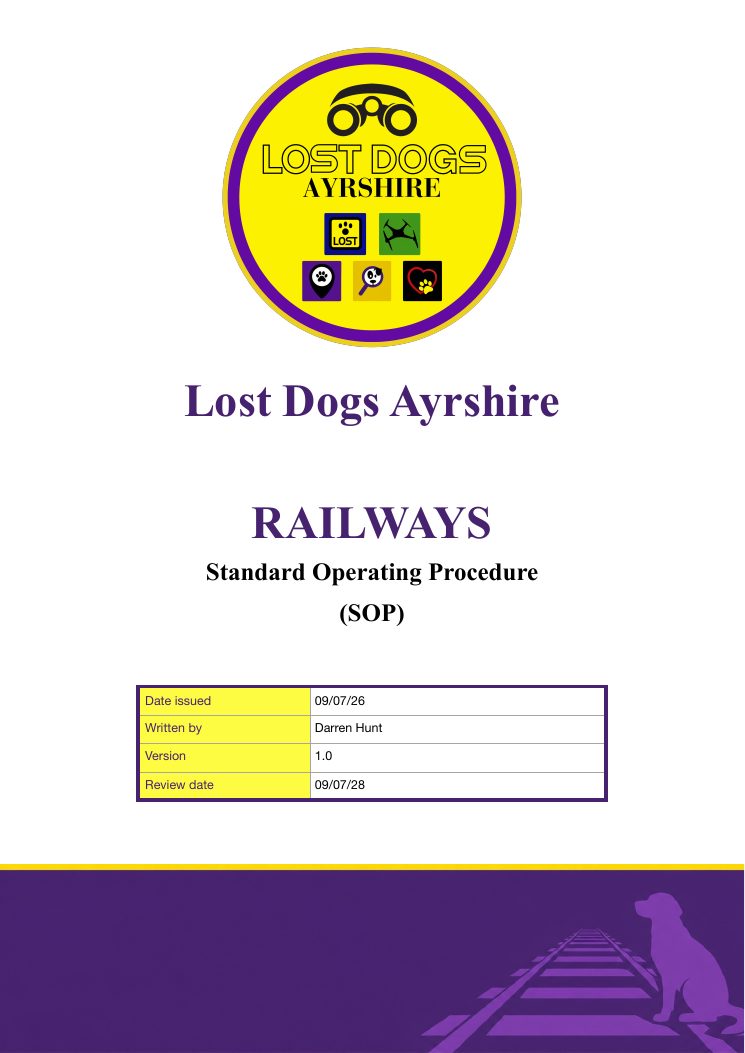 LOST DOGS
AYRSHIRE
LOST
Lost Dogs Ayrshire
RAILWAYS
Standard Operating Procedure
(SOP)
Date issued 09/07/26
Written by Darren Hunt
Version 1.0
Review date 09/07/28